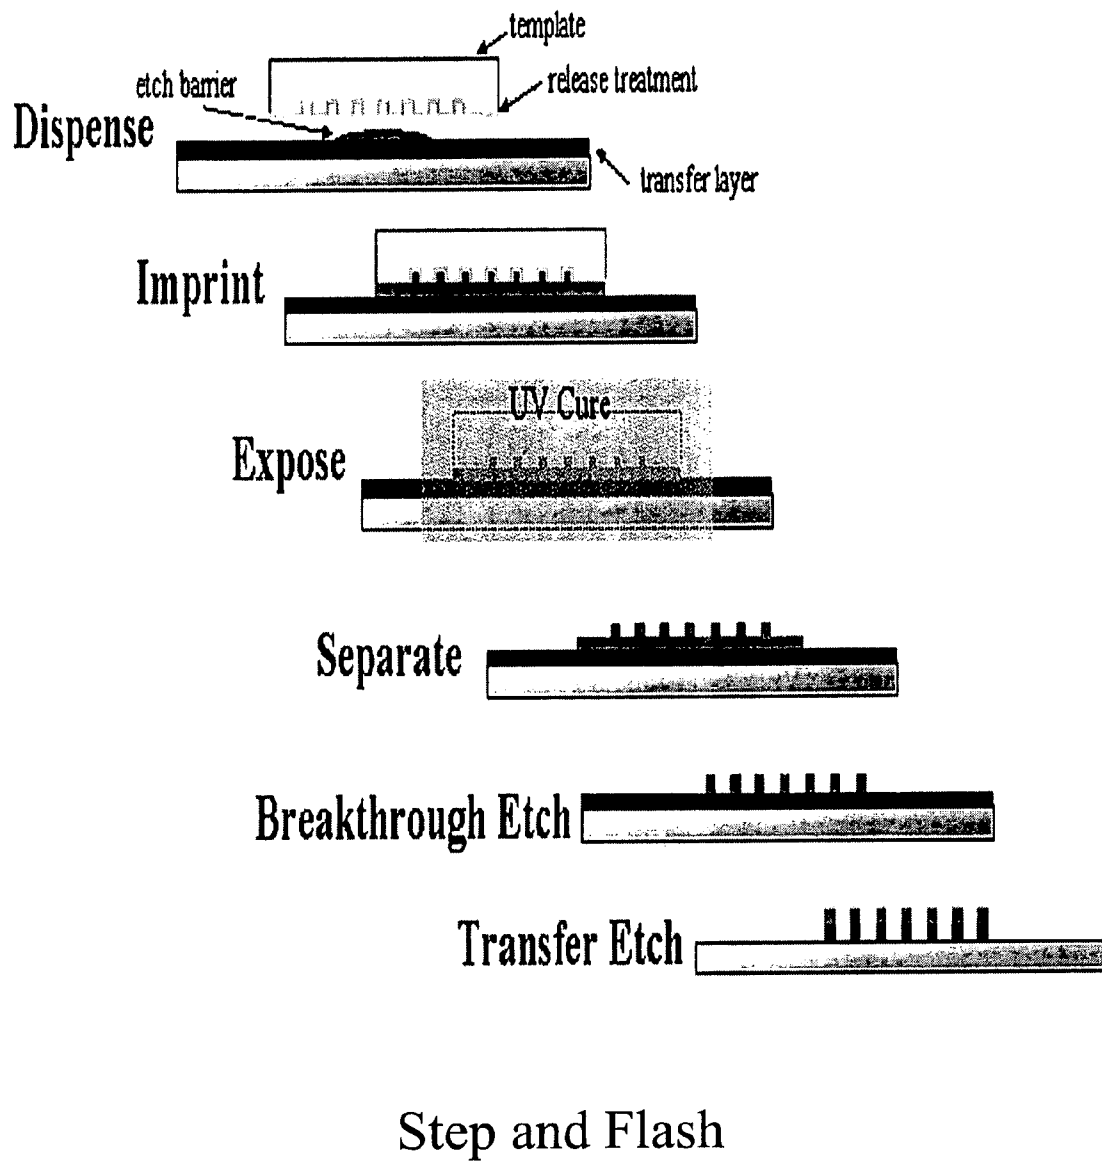 template
etch barrier
release treatment
Dispense
transfer layer
Imprint
UV Cure
Expose
Separate
Breakthrough Etch
Transfer Etch
Step and Flash